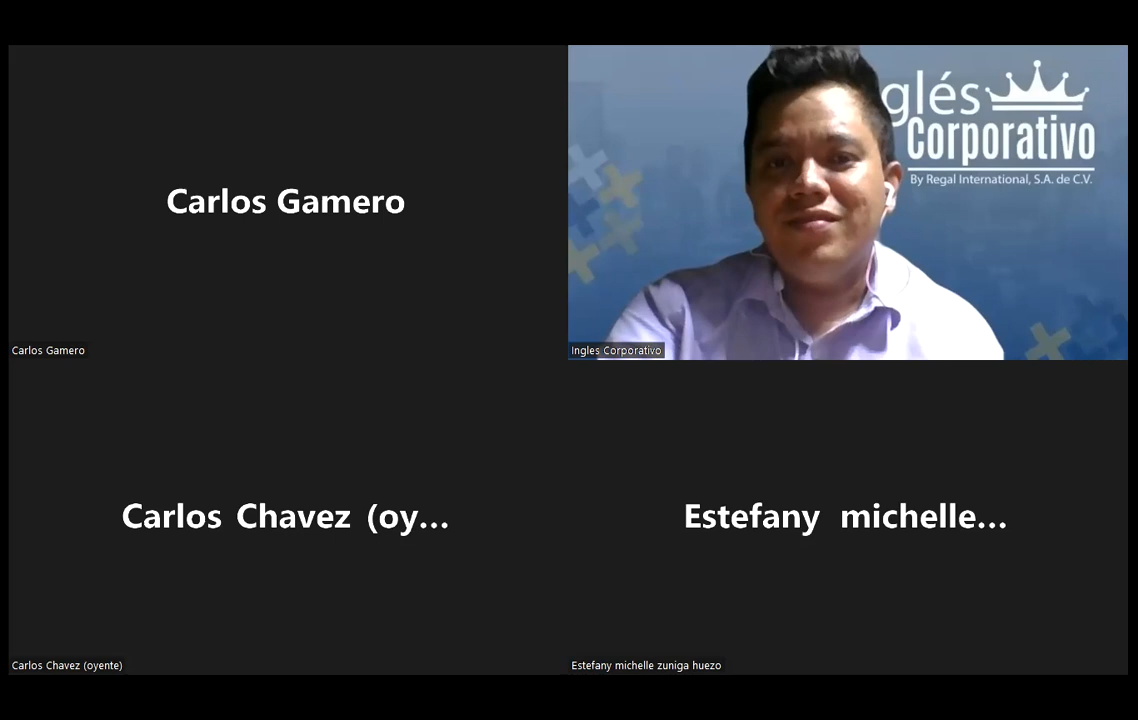 Carlos Gamero
glés
Corporativo
By Regal International, S.A. de C.V.
Carlos Gamero
Ingles Corporativo
Carlos Chavez (oy...
Estefany michelle...
Carlos Chavez (oyente)
Estefany michelle zuniga huezo